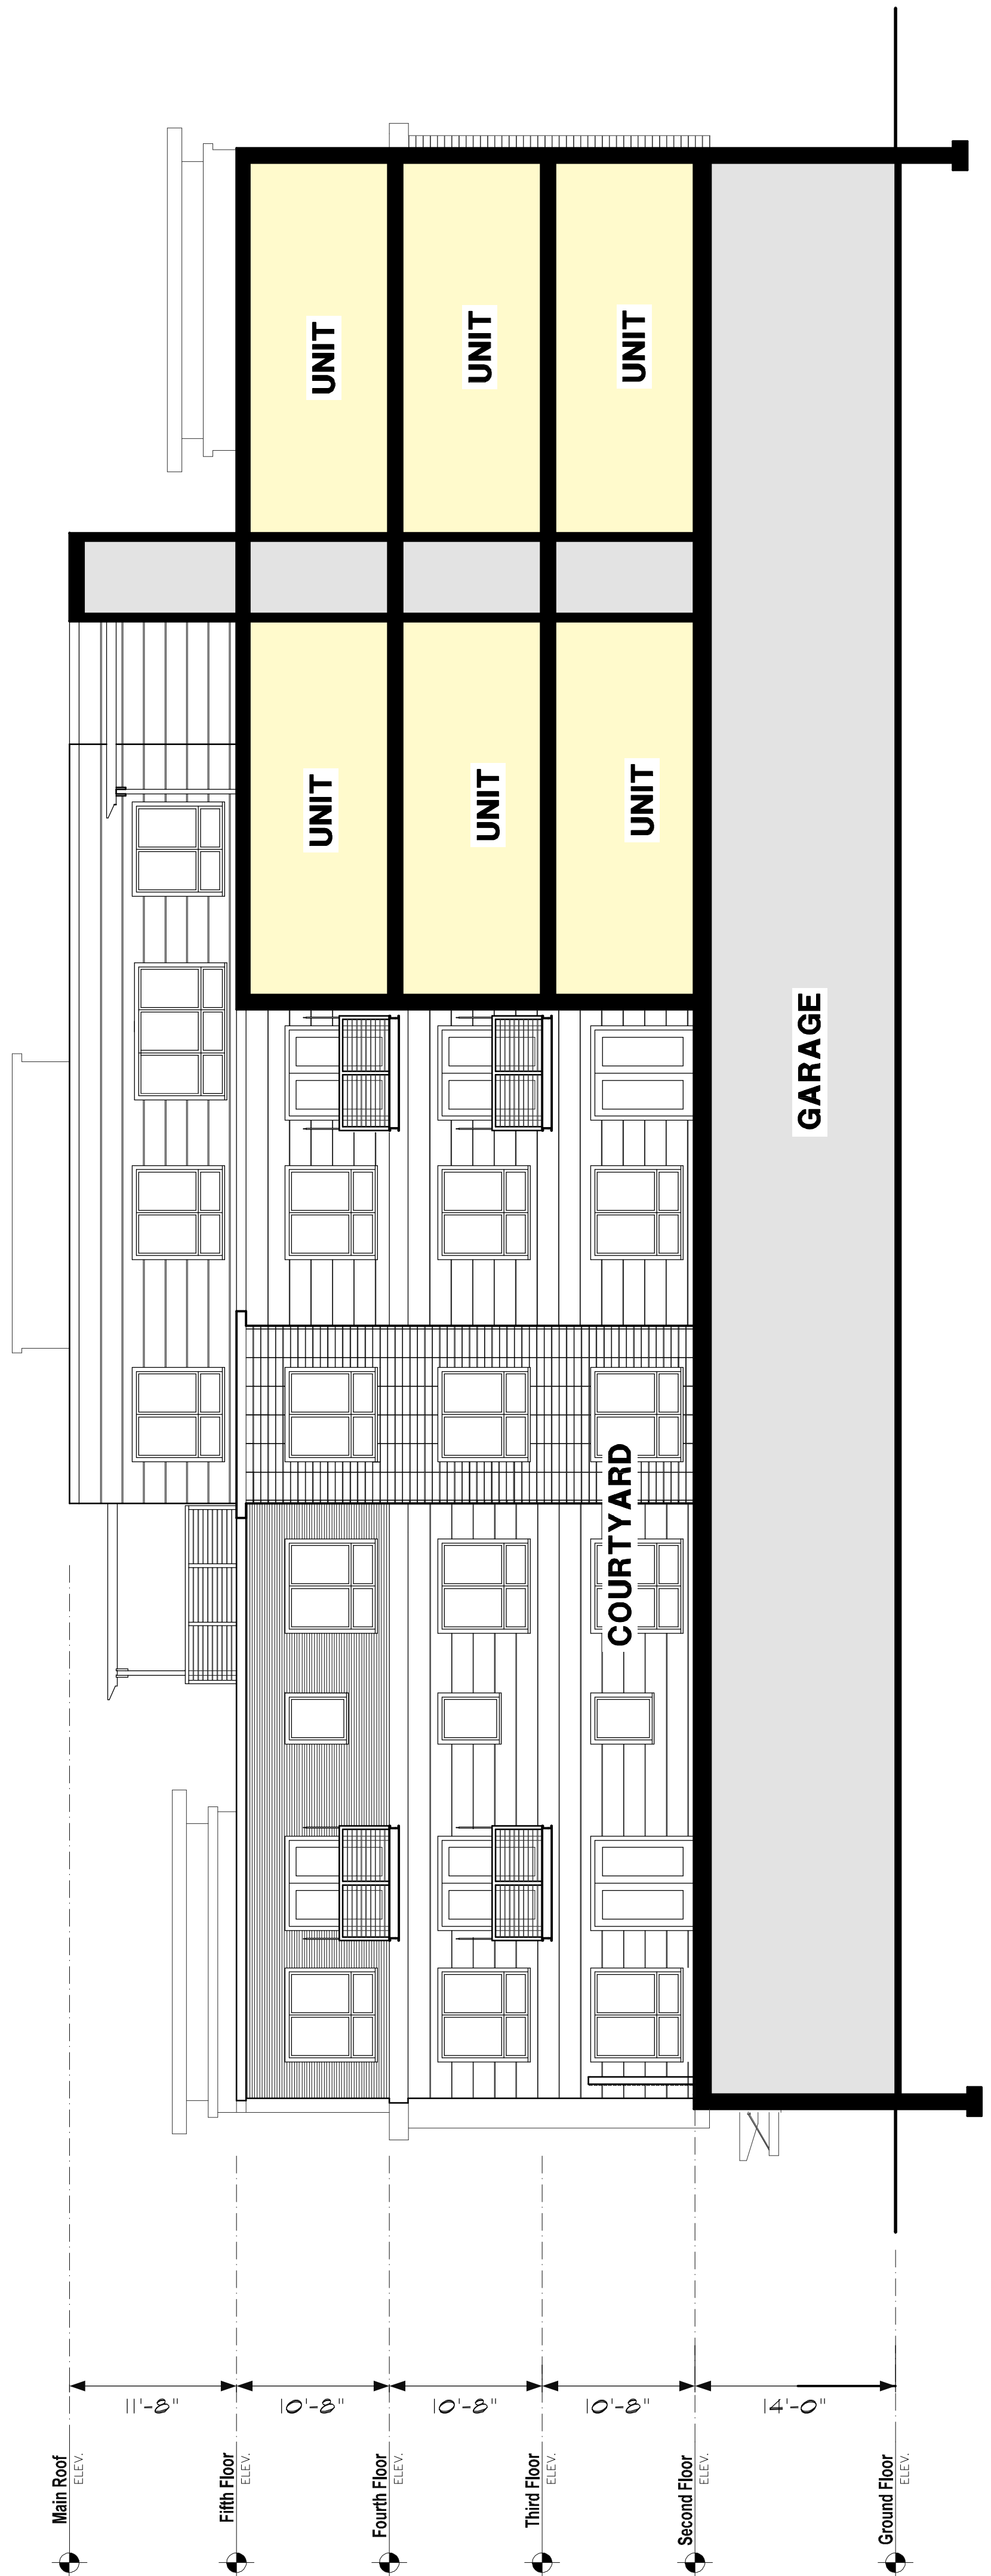 UNIT
UNIT
UNIT
UNIT
UNIT
UNIT
GARAGE
COURTYARD
11'-8"
10'-8"
10'-8"
10'-8"
14'-0"
Main Roof
ELEV.
Fifth Floor
ELEV.
Fourth Floor
ELEV.
Third Floor
ELEV.
Second Floor
ELEV.
Ground Floor
ELEV.